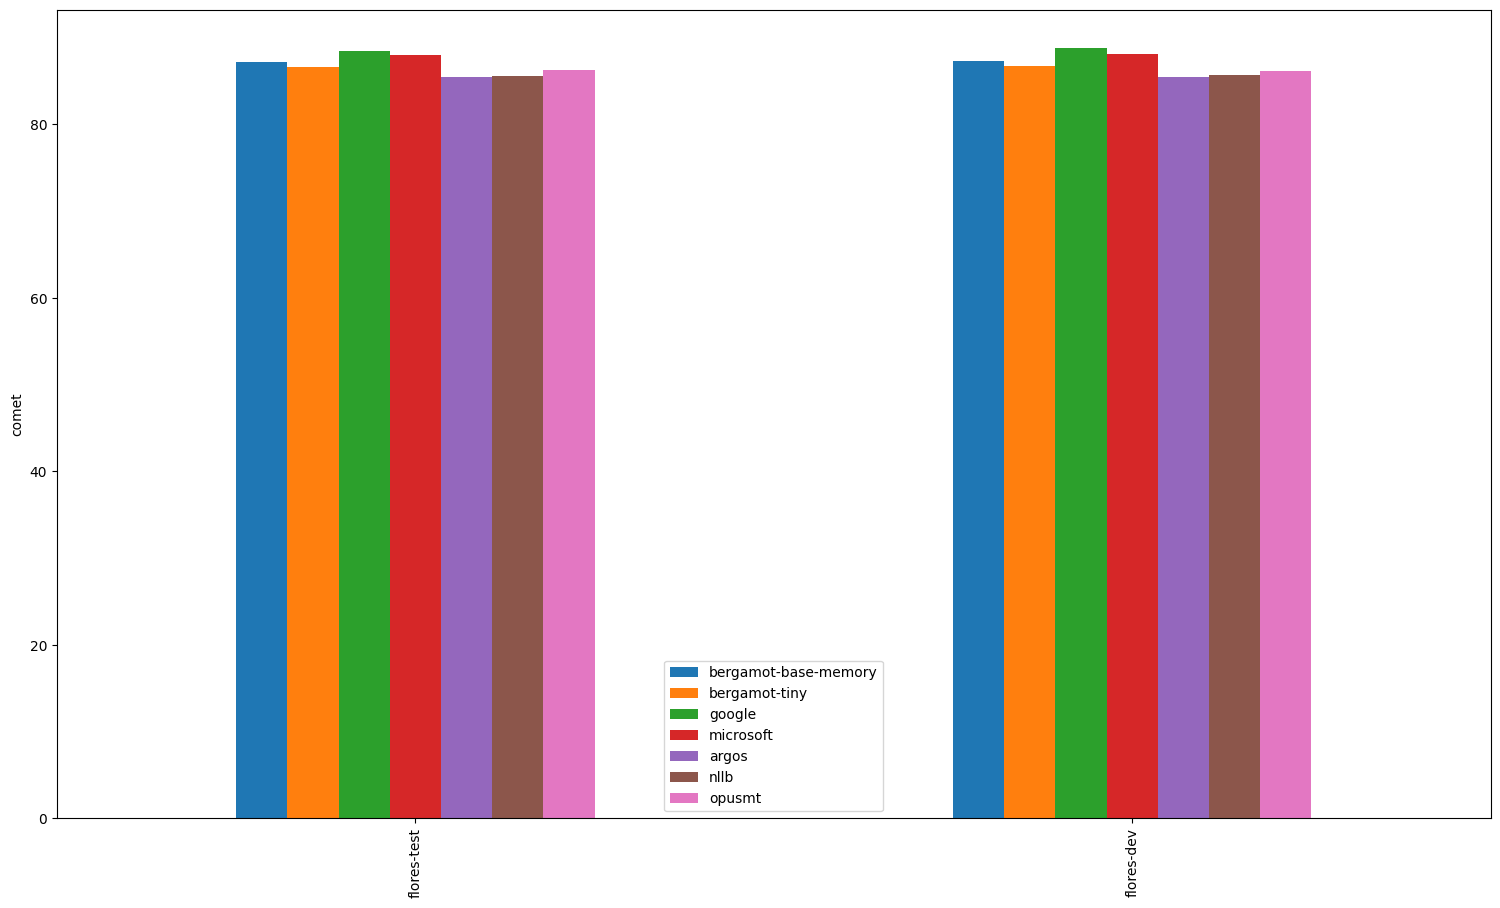 80
60
40
20
0
comet
bergamot-base-memory
bergamot-tiny
google
microsoft
argos
nllb
opusmt
flores-test
flores-dev